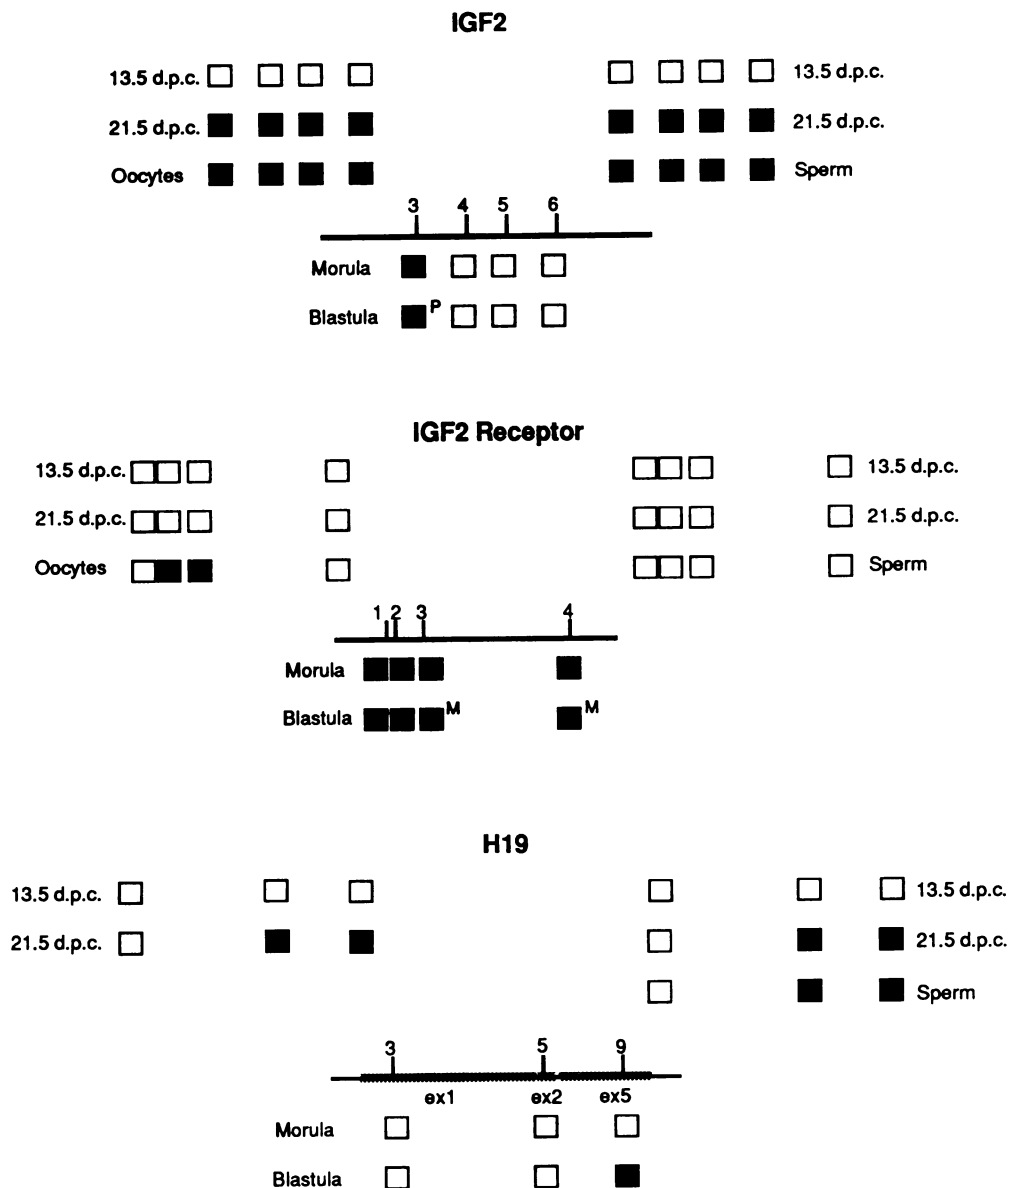 IGF2
13.5 d.p.c. 13.5 d.p.c.
21.5 d.p.c. 21.5 d.p.c.
Oocytes Sperm
3 4 5 6
Morula
Blastula P
IGF2 Receptor
13.5 d.p.c. 13.5 d.p.c.
21.5 d.p.c. 21.5 d.p.c.
Oocytes Sperm
1 2 3 4
Morula
Blastula M M
H19
13.5 d.p.c. 13.5 d.p.c.
21.5 d.p.c. 21.5 d.p.c.
Sperm
3 5 9
ex1 ex2 ex5
Morula
Blastula